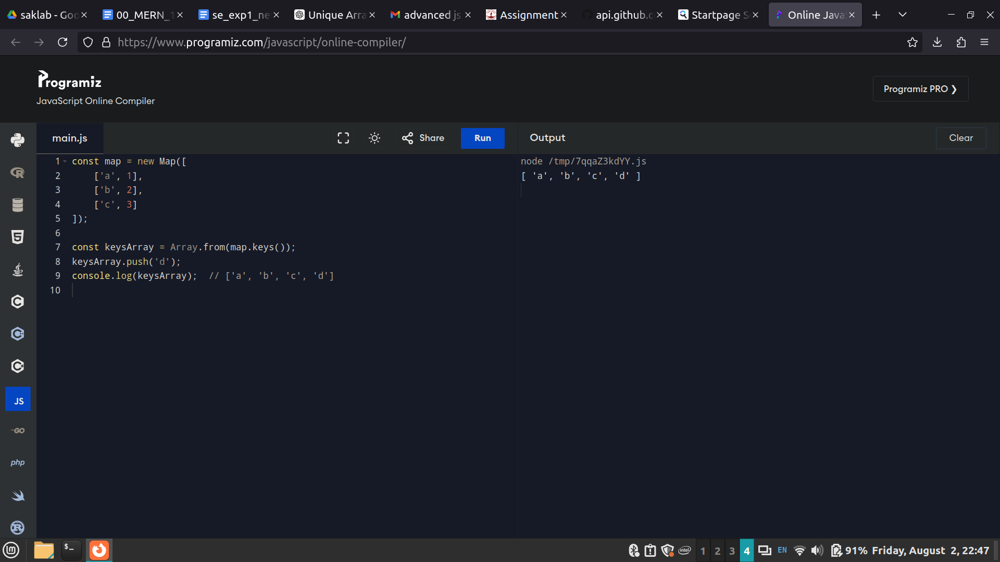 saklab - Goo
00_MERN_1
se_exp1_ne
Unique Arra
advanced js
Assignment
api.github.c
Startpage S
Online Java
https://www.programiz.com/javascript/online-compiler/
Programiz
JavaScript Online Compiler
Programiz PRO ❯
main.js
Share
Run
Output
Clear
1 const map = new Map([
2     ['a', 1],
3     ['b', 2],
4     ['c', 3]
5 ]);
6
7 const keysArray = Array.from(map.keys());
8 keysArray.push('d');
9 console.log(keysArray);  // ['a', 'b', 'c', 'd']
10
node /tmp/7qqaZ3kdYY.js
[ 'a', 'b', 'c', 'd' ]
R
5
C
C
C
JS
GO
php
R
lm
$_
intel
1 2 3 4
EN
91% Friday, August 2, 22:47